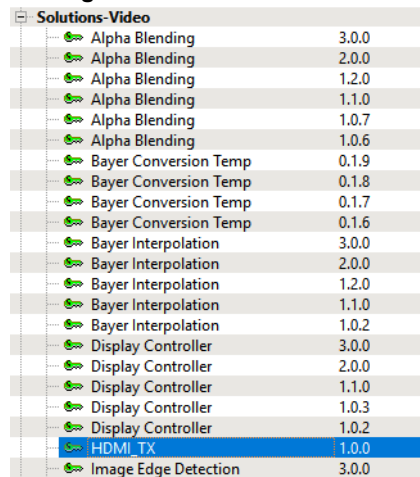 Solutions-Video
Alpha Blending 3.0.0
Alpha Blending 2.0.0
Alpha Blending 1.2.0
Alpha Blending 1.1.0
Alpha Blending 1.0.7
Alpha Blending 1.0.6
Bayer Conversion Temp 0.1.9
Bayer Conversion Temp 0.1.8
Bayer Conversion Temp 0.1.7
Bayer Conversion Temp 0.1.6
Bayer Interpolation 3.0.0
Bayer Interpolation 2.0.0
Bayer Interpolation 1.2.0
Bayer Interpolation 1.1.0
Bayer Interpolation 1.0.2
Display Controller 3.0.0
Display Controller 2.0.0
Display Controller 1.1.0
Display Controller 1.0.3
Display Controller 1.0.2
HDMI_TX 1.0.0
Image Edge Detection 3.0.0